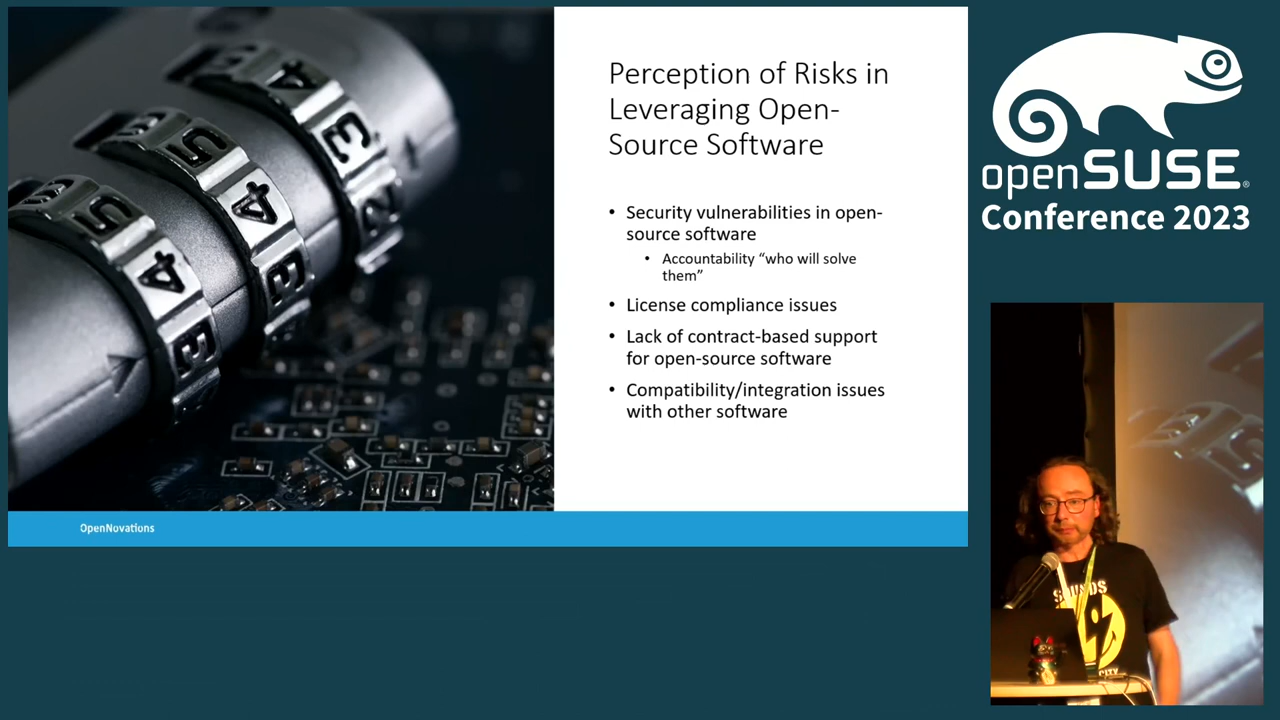 Perception of Risks in
Leveraging Open-
Source Software
• Security vulnerabilities in open-
source software
• Accountability “who will solve
them”
• License compliance issues
• Lack of contract-based support
for open-source software
• Compatibility/integration issues
with other software
OpenNovations
openSUSE®
Conference 2023